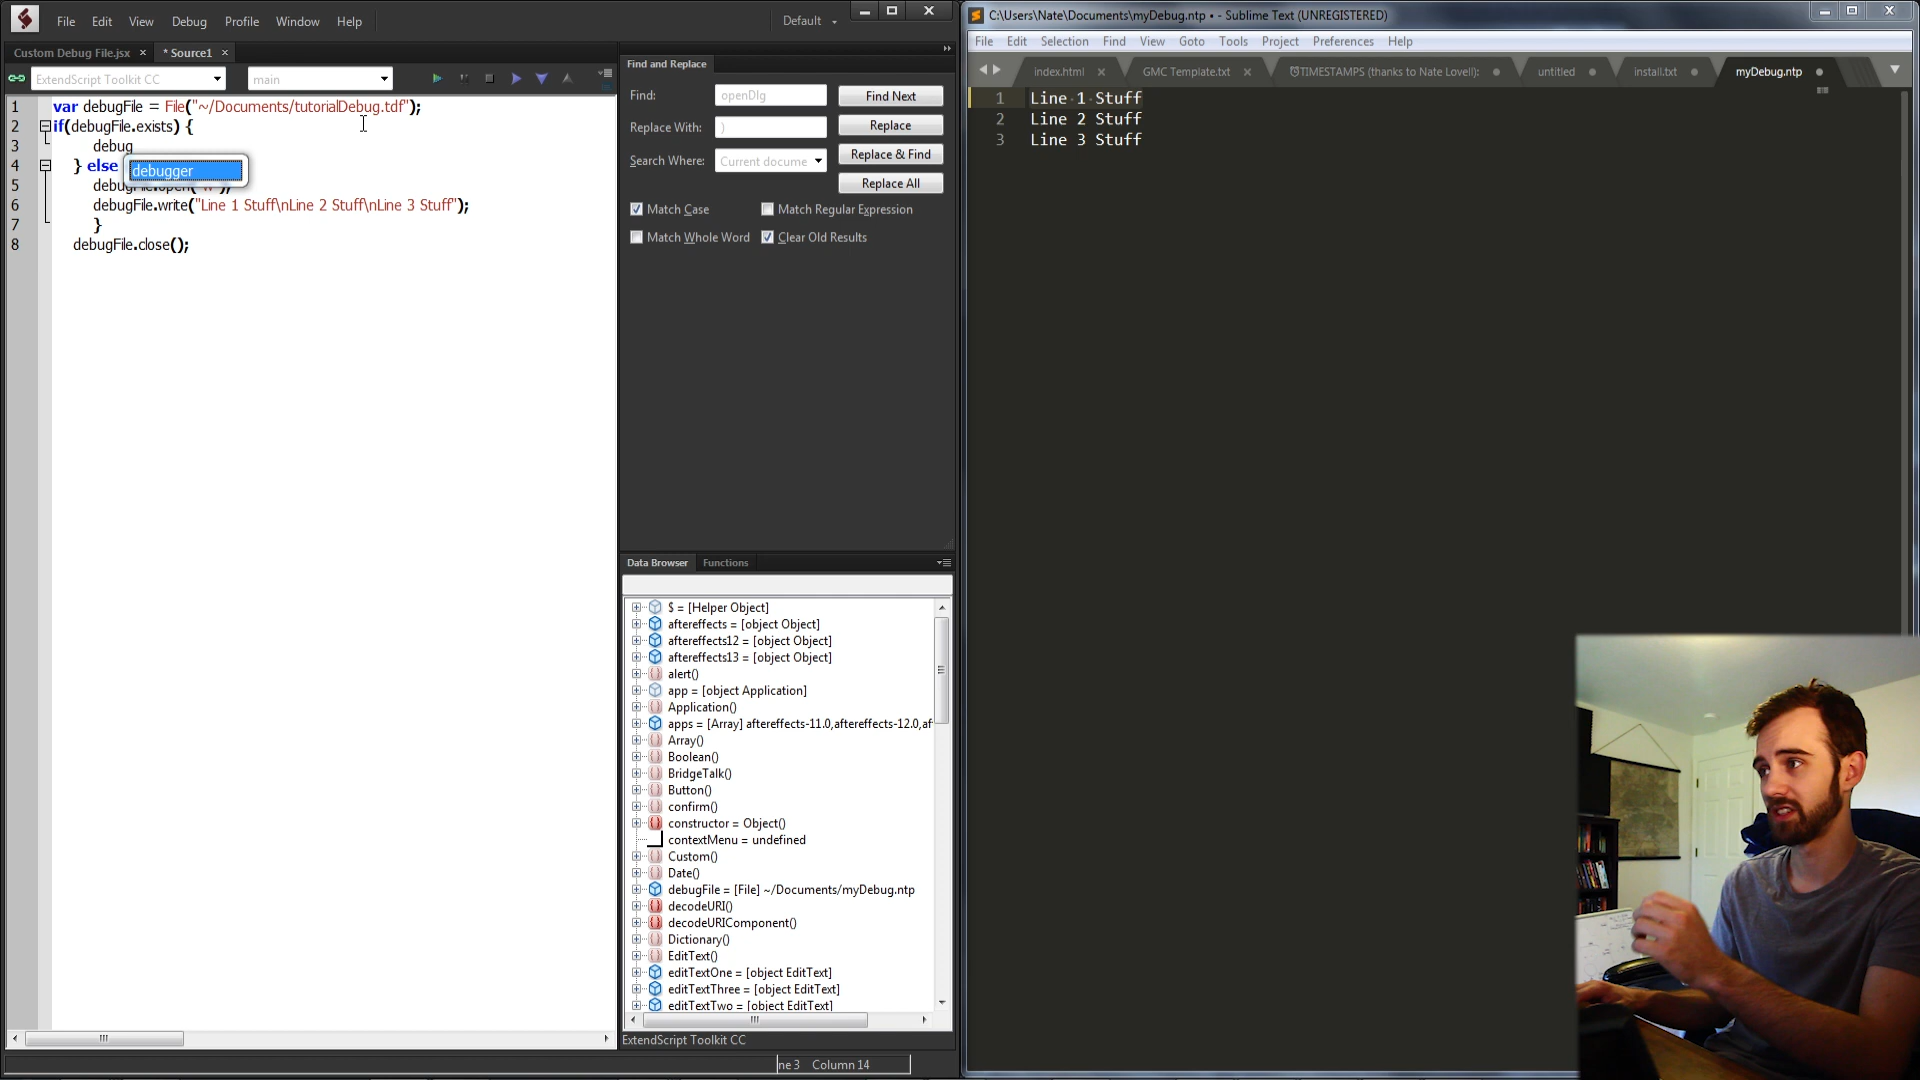 File Edit View Debug Profile Window Help
Default
Custom Debug File.jsx × * Source1 ×
ExtendScript Toolkit CC
main
1 var debugFile = File("~/Documents/tutorialDebug.tdf");
2 if(debugFile.exists) {
3 debug
4 } else
debugger
5
6 debugFile.write("Line 1 Stuff\nLine 2 Stuff\nLine 3 Stuff");
7 }
8 debugFile.close();
Find and Replace
Find: openDlg Find Next
Replace With: ) Replace
Search Where: Current docume Replace & Find
Replace All
Match Case Match Regular Expression
Match Whole Word Clear Old Results
Data Browser Functions
$ = [Helper Object]
aftereffects = [object Object]
aftereffects12 = [object Object]
aftereffects13 = [object Object]
alert()
app = [object Application]
Application()
apps = [Array] aftereffects-11.0,aftereffects-12.0,af
Array()
Boolean()
BridgeTalk()
Button()
confirm()
constructor = Object()
contextMenu = undefined
Custom()
Date()
debugFile = [File] ~/Documents/myDebug.ntp
decodeURI()
decodeURIComponent()
Dictionary()
EditText()
editTextOne = [object EditText]
editTextThree = [object EditText]
editTextTwo = [object EditText]
ExtendScript Toolkit CC
ne 3 Column 14
C:\Users\Nate\Documents\myDebug.ntp • - Sublime Text (UNREGISTERED)
File Edit Selection Find View Goto Tools Project Preferences Help
index.html GMC Template.txt TIMESTAMPS (thanks to Nate Lovell): untitled install.txt myDebug.ntp
1 Line 1 Stuff
2 Line 2 Stuff
3 Line 3 Stuff